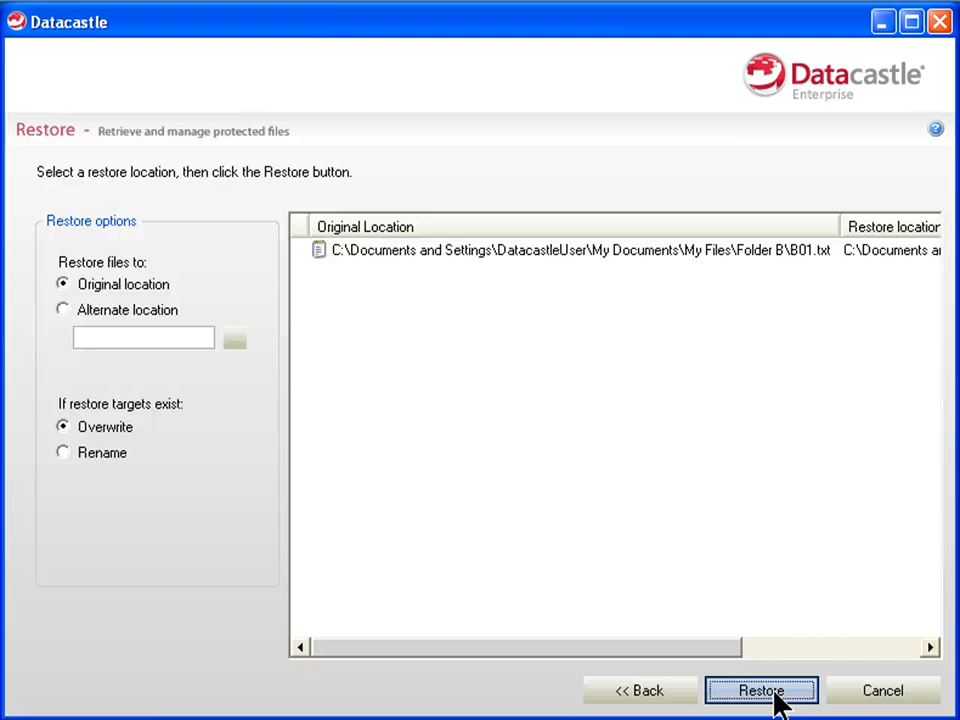 Datacastle
Datacastle
Enterprise
Restore - Retrieve and manage protected files
Select a restore location, then click the Restore button.
Restore options
Restore files to:
Original location
Alternate location
...
If restore targets exist:
Overwrite
Rename
Original Location Restore location
C:\Documents and Settings\DatacastleUser\My Documents\My Files\Folder B\B01.txt C:\Documents a
<< Back Restore Cancel